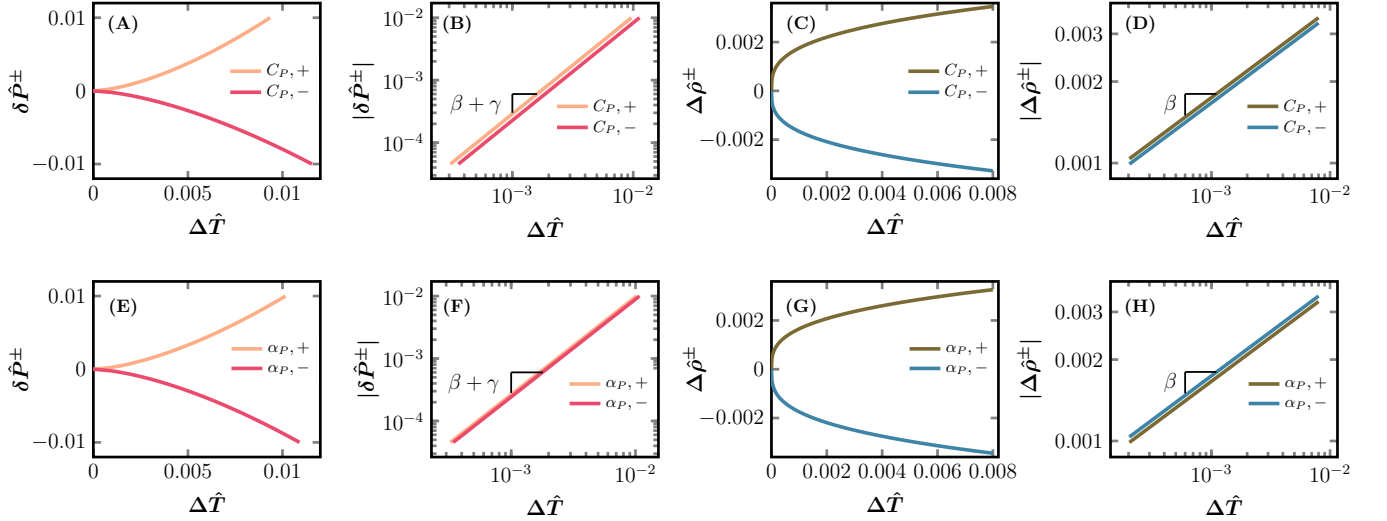 (A)
0.01
0
−0.01
δP̂±
C_P, +
C_P, −
0
0.005
0.01
ΔT̂
(B)
10⁻²
10⁻³
10⁻⁴
|δP̂±|
β + γ
C_P, +
C_P, −
10⁻³
10⁻²
ΔT̂
(C)
0.002
0
−0.002
Δρ̂±
C_P, +
C_P, −
0
0.002
0.004
0.006
0.008
ΔT̂
(D)
0.003
0.002
0.001
|Δρ̂±|
β
C_P, +
C_P, −
10⁻³
10⁻²
ΔT̂
(E)
0.01
0
−0.01
δP̂±
α_P, +
α_P, −
0
0.005
0.01
ΔT̂
(F)
10⁻²
10⁻³
10⁻⁴
|δP̂±|
β + γ
α_P, +
α_P, −
10⁻³
10⁻²
ΔT̂
(G)
0.002
0
−0.002
Δρ̂±
α_P, +
α_P, −
0
0.002
0.004
0.006
0.008
ΔT̂
(H)
0.003
0.002
0.001
|Δρ̂±|
β
α_P, +
α_P, −
10⁻³
10⁻²
ΔT̂